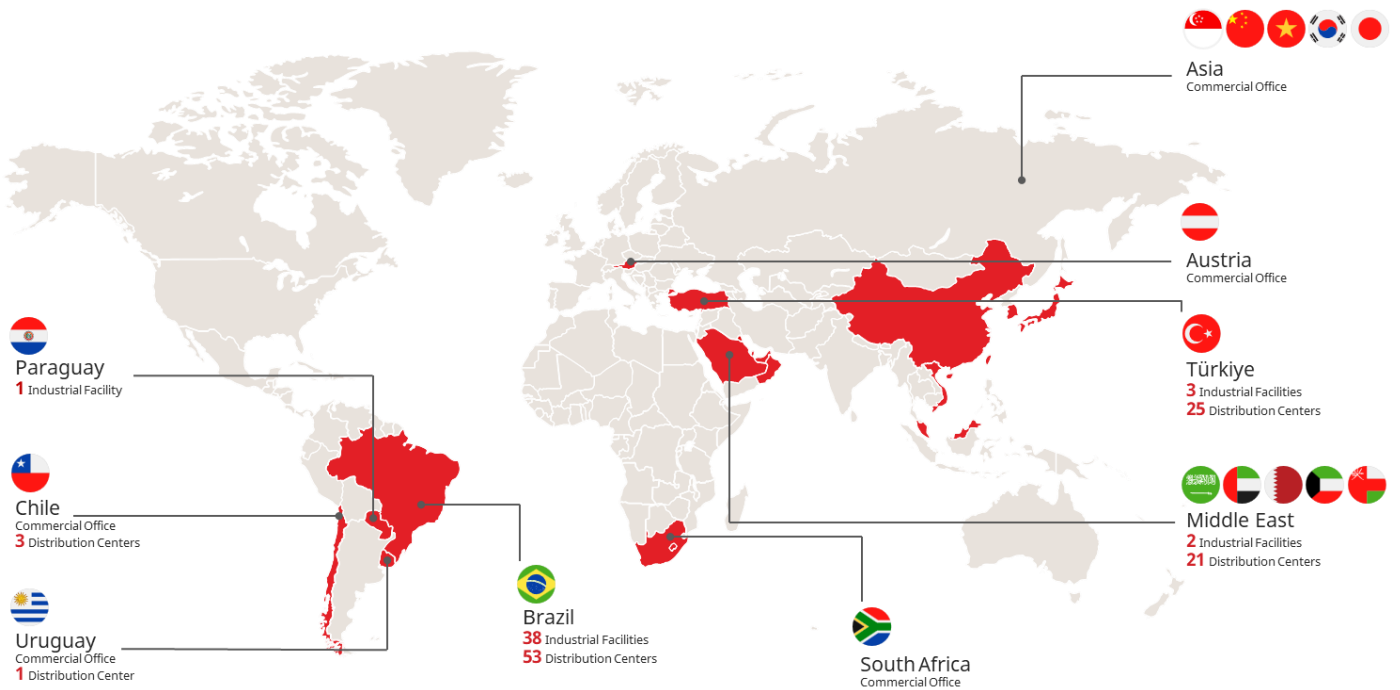 Asia
Commercial Office
Austria
Commercial Office
Türkiye
3 Industrial Facilities
25 Distribution Centers
Middle East
2 Industrial Facilities
21 Distribution Centers
Paraguay
1 Industrial Facility
Chile
Commercial Office
3 Distribution Centers
Uruguay
Commercial Office
1 Distribution Center
Brazil
38 Industrial Facilities
53 Distribution Centers
South Africa
Commercial Office